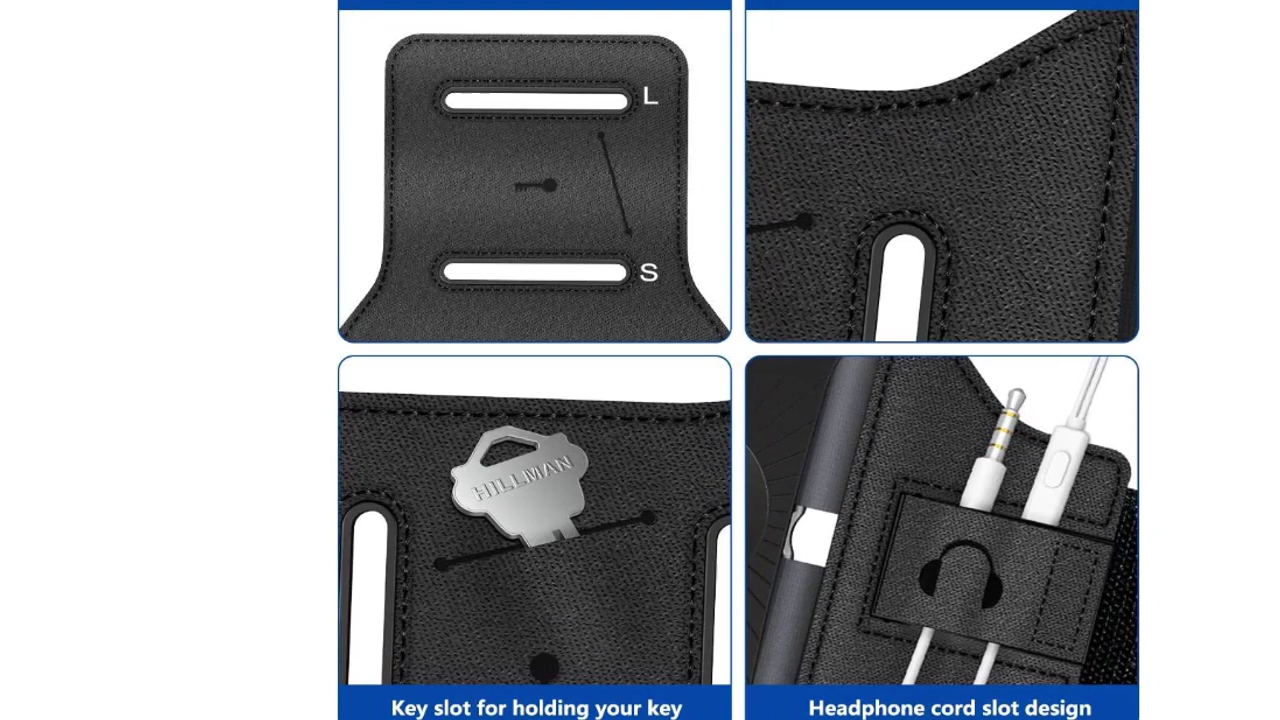 L
S
HILLMAN
Key slot for holding your key
Headphone cord slot design